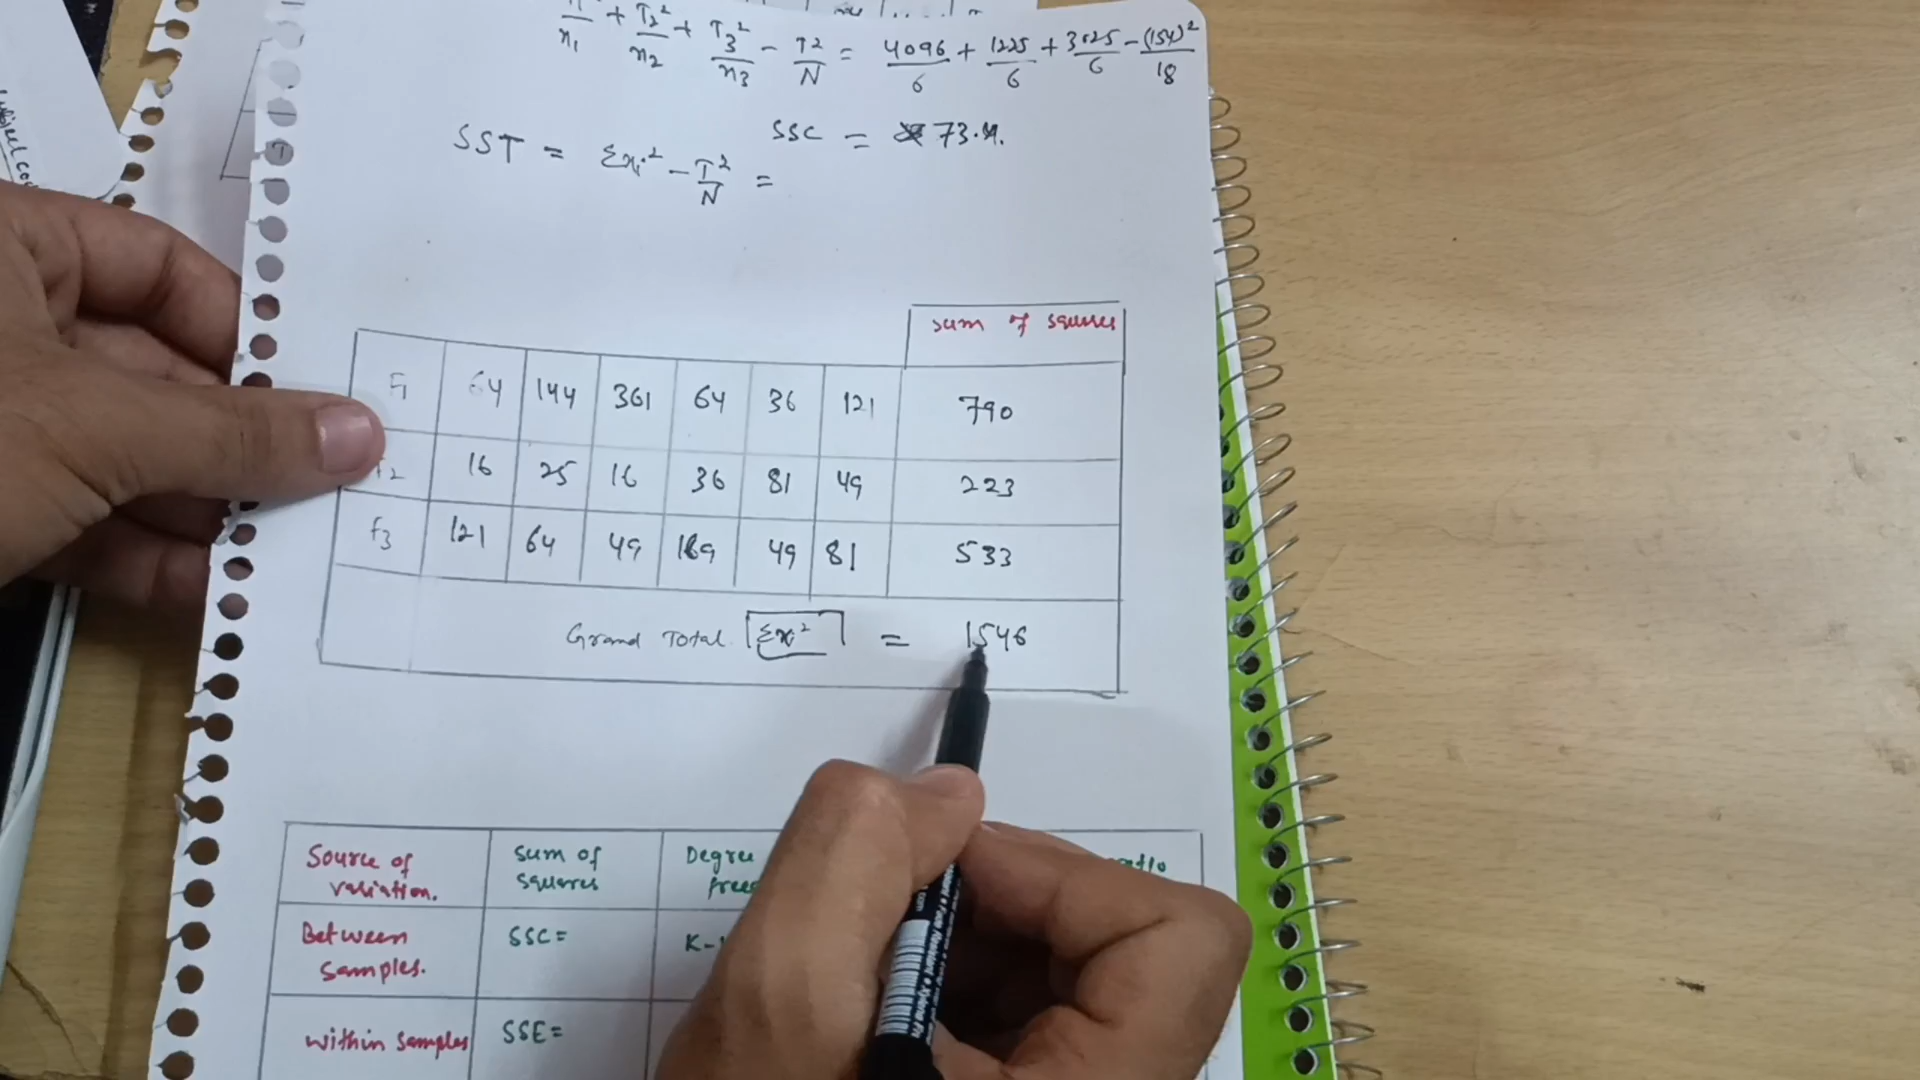 + T2²/n2 + T3²/n3 - T²/N = 4096/6 + 1225/6 + 3025/6 - (154)²/18
SSC = 73.4.
SST = Σxi² - T²/N =
Sum of squares
F1 64 144 361 64 36 121 790
F2 16 25 16 36 81 49 223
F3 121 64 49 169 49 81 533
Grand Total Σxi² = 1546
Source of variation. Sum of squares Degree
Between samples. SSC= K-1
within samples SSE=